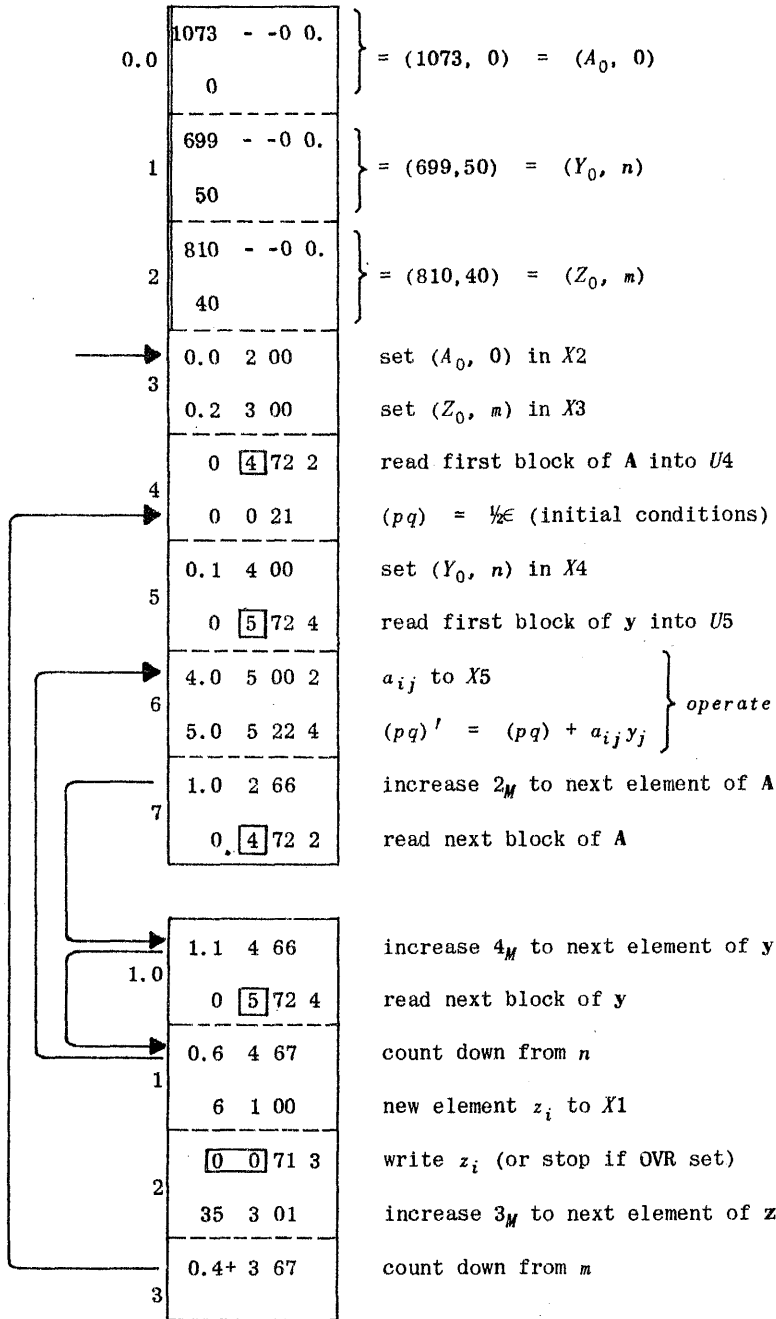 1073 - -0 0.
0.0 = (1073, 0) = (A0, 0)
0
699 - -0 0.
1 = (699,50) = (Y0, n)
50
810 - -0 0.
2 = (810,40) = (Z0, m)
40
0.0 2 00 set (A0, 0) in X2
3
0.2 3 00 set (Z0, m) in X3
0 4 72 2 read first block of A into U4
4
0 0 21 (pq) = ½ϵ (initial conditions)
0.1 4 00 set (Y0, n) in X4
5
0 5 72 4 read first block of y into U5
4.0 5 00 2 aij to X5
6 operate
5.0 5 22 4 (pq)' = (pq) + aijyj
1.0 2 66 increase 2M to next element of A
7
0. 4 72 2 read next block of A
1.1 4 66 increase 4M to next element of y
1.0
0 5 72 4 read next block of y
0.6 4 67 count down from n
1
6 1 00 new element zi to X1
0 0 71 3 write zi (or stop if OVR set)
2
35 3 01 increase 3M to next element of z
0.4+ 3 67 count down from m
3